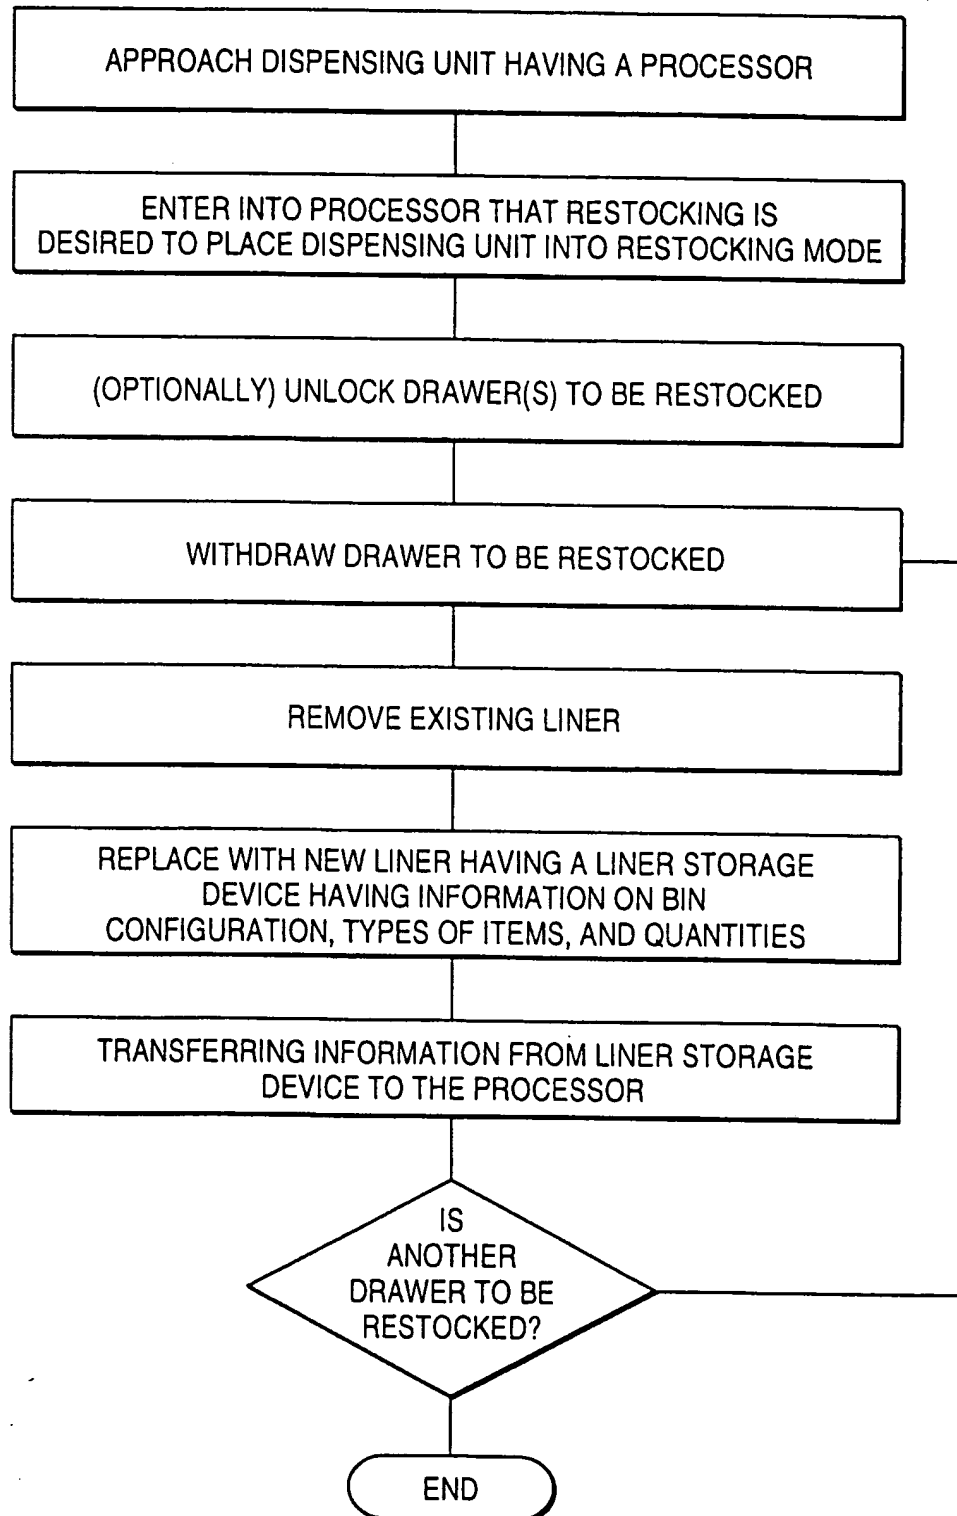 APPROACH DISPENSING UNIT HAVING A PROCESSOR
ENTER INTO PROCESSOR THAT RESTOCKING IS
DESIRED TO PLACE DISPENSING UNIT INTO RESTOCKING MODE
(OPTIONALLY) UNLOCK DRAWER(S) TO BE RESTOCKED
WITHDRAW DRAWER TO BE RESTOCKED
REMOVE EXISTING LINER
REPLACE WITH NEW LINER HAVING A LINER STORAGE
DEVICE HAVING INFORMATION ON BIN
CONFIGURATION, TYPES OF ITEMS, AND QUANTITIES
TRANSFERRING INFORMATION FROM LINER STORAGE
DEVICE TO THE PROCESSOR
IS
ANOTHER
DRAWER TO BE
RESTOCKED?
END